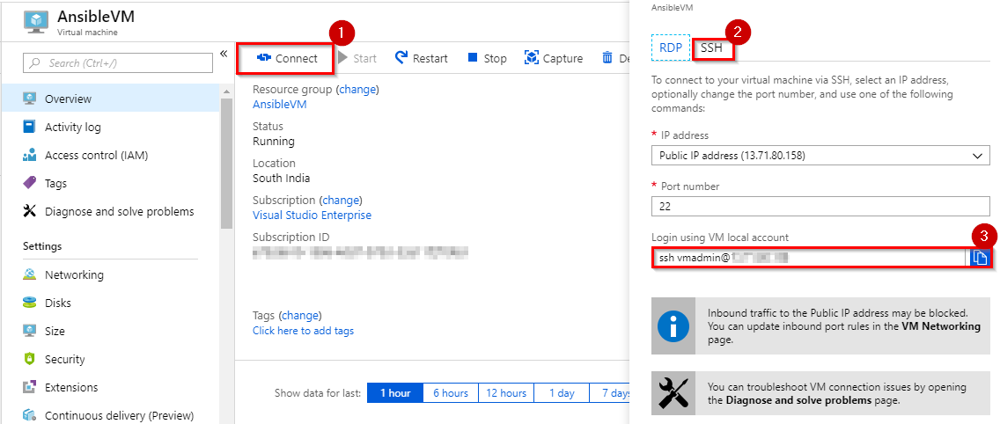 AnsibleVM
Virtual machine
Search (Ctrl+/)
«
Overview
Activity log
Access control (IAM)
Tags
Diagnose and solve problems
Settings
Networking
Disks
Size
Security
Extensions
Continuous delivery (Preview)
1
Connect
Start
Restart
Stop
Capture
De
Resource group (change)
AnsibleVM
Status
Running
Location
South India
Subscription (change)
Visual Studio Enterprise
Subscription ID
Tags (change)
Click here to add tags
Show data for last:
1 hour
6 hours
12 hours
1 day
7 days
AnsibleVM
2
RDP
SSH
To connect to your virtual machine via SSH, select an IP address,
optionally change the port number, and use one of the following
commands:
* IP address
Public IP address (13.71.80.158)
* Port number
22
Login using VM local account
3
ssh vmadmin@
Inbound traffic to the Public IP address may be blocked.
You can update inbound port rules in the VM Networking
page.
You can troubleshoot VM connection issues by opening
the Diagnose and solve problems page.